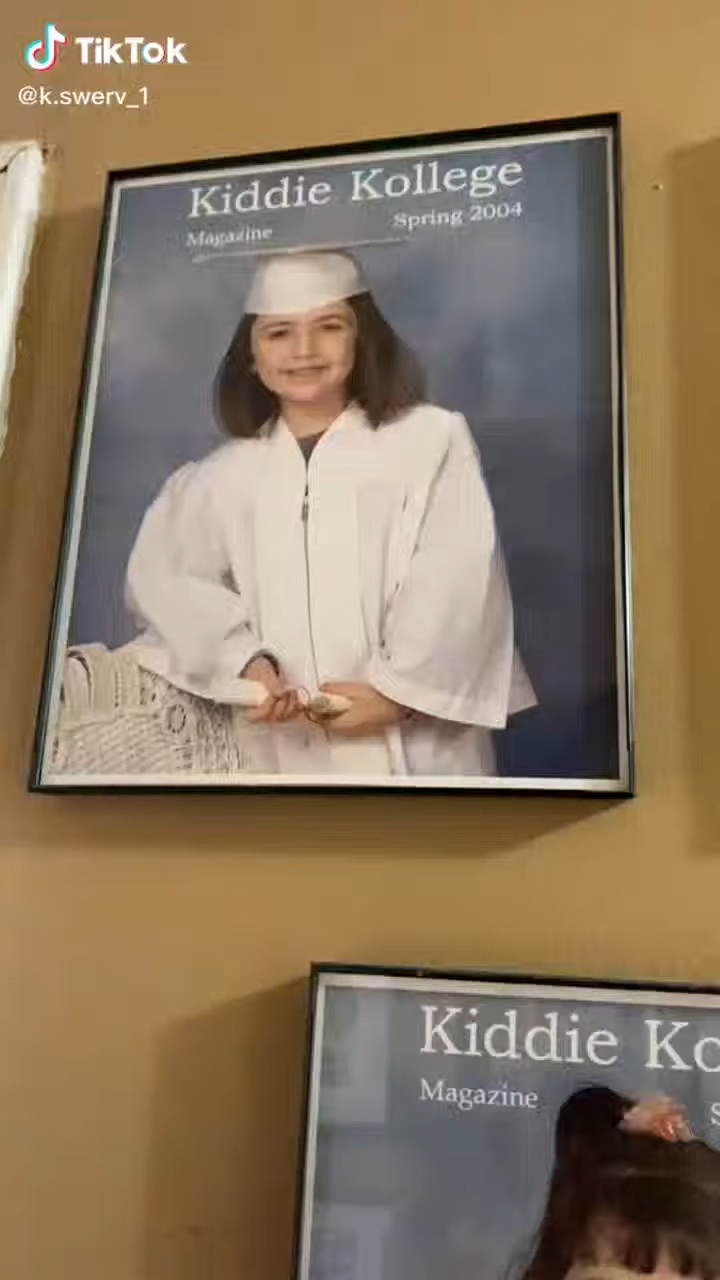 TikTok
@k.swerv_1
Kiddie Kollege
Magazine Spring 2004
Kiddie Ko
Magazine S